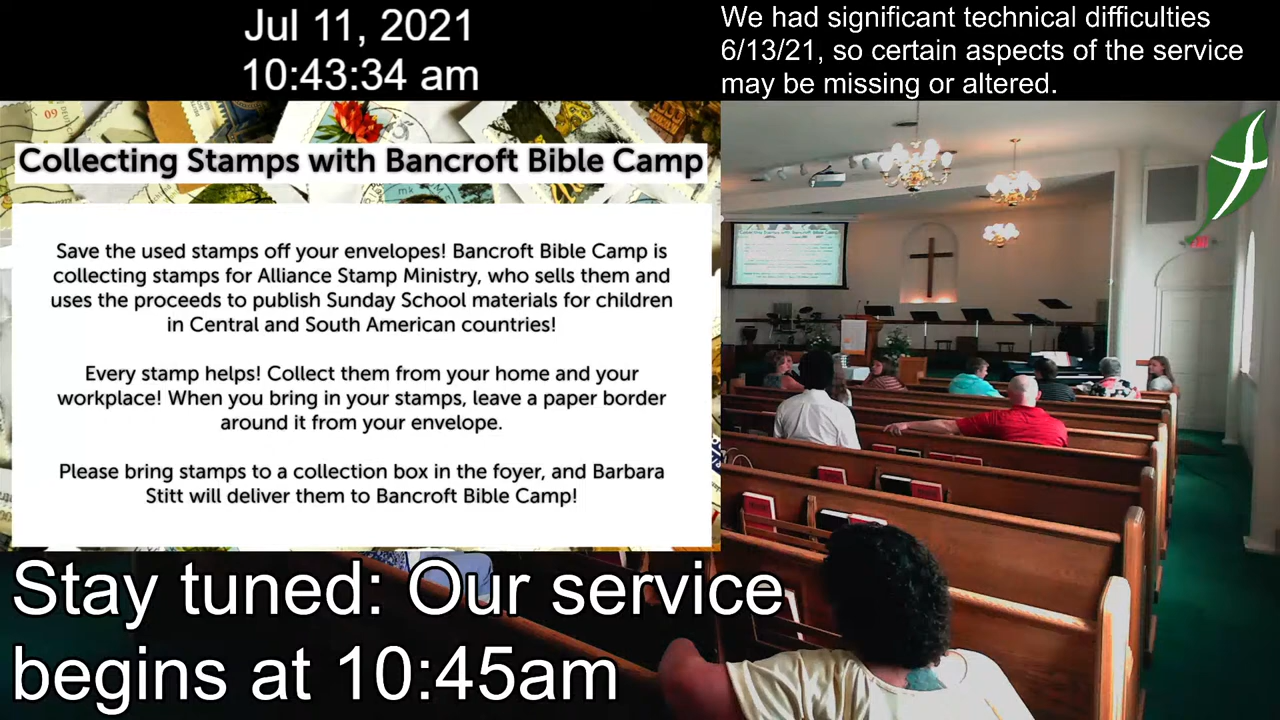 Jul 11, 2021
10:43:34 am
We had significant technical difficulties
6/13/21, so certain aspects of the service
may be missing or altered.
Collecting Stamps with Bancroft Bible Camp
Save the used stamps off your envelopes! Bancroft Bible Camp is
collecting stamps for Alliance Stamp Ministry, who sells them and
uses the proceeds to publish Sunday School materials for children
in Central and South American countries!
Every stamp helps! Collect them from your home and your
workplace! When you bring in your stamps, leave a paper border
around it from your envelope.
Please bring stamps to a collection box in the foyer, and Barbara
Stitt will deliver them to Bancroft Bible Camp!
Stay tuned: Our service
begins at 10:45am